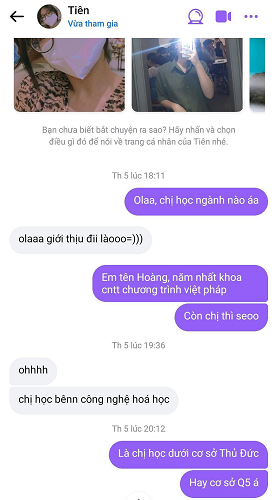 Tiên
Vừa tham gia
Bạn chưa biết bắt chuyện ra sao? Hãy nhấn và chọn
điều gì đó để nói về trang cá nhân của Tiên nhé.
Th 5 lúc 18:11
Olaa, chị học ngành nào áa
olaaa giới thịu đii làooo=)))
Em tên Hoàng, năm nhất khoa
cntt chương trình việt pháp
Còn chị thì seoo
Th 5 lúc 19:36
ohhhh
chị học bênn công nghệ hoá học
Th 5 lúc 20:12
Là chị học dưới cơ sở Thủ Đức
Hay cơ sở Q5 á